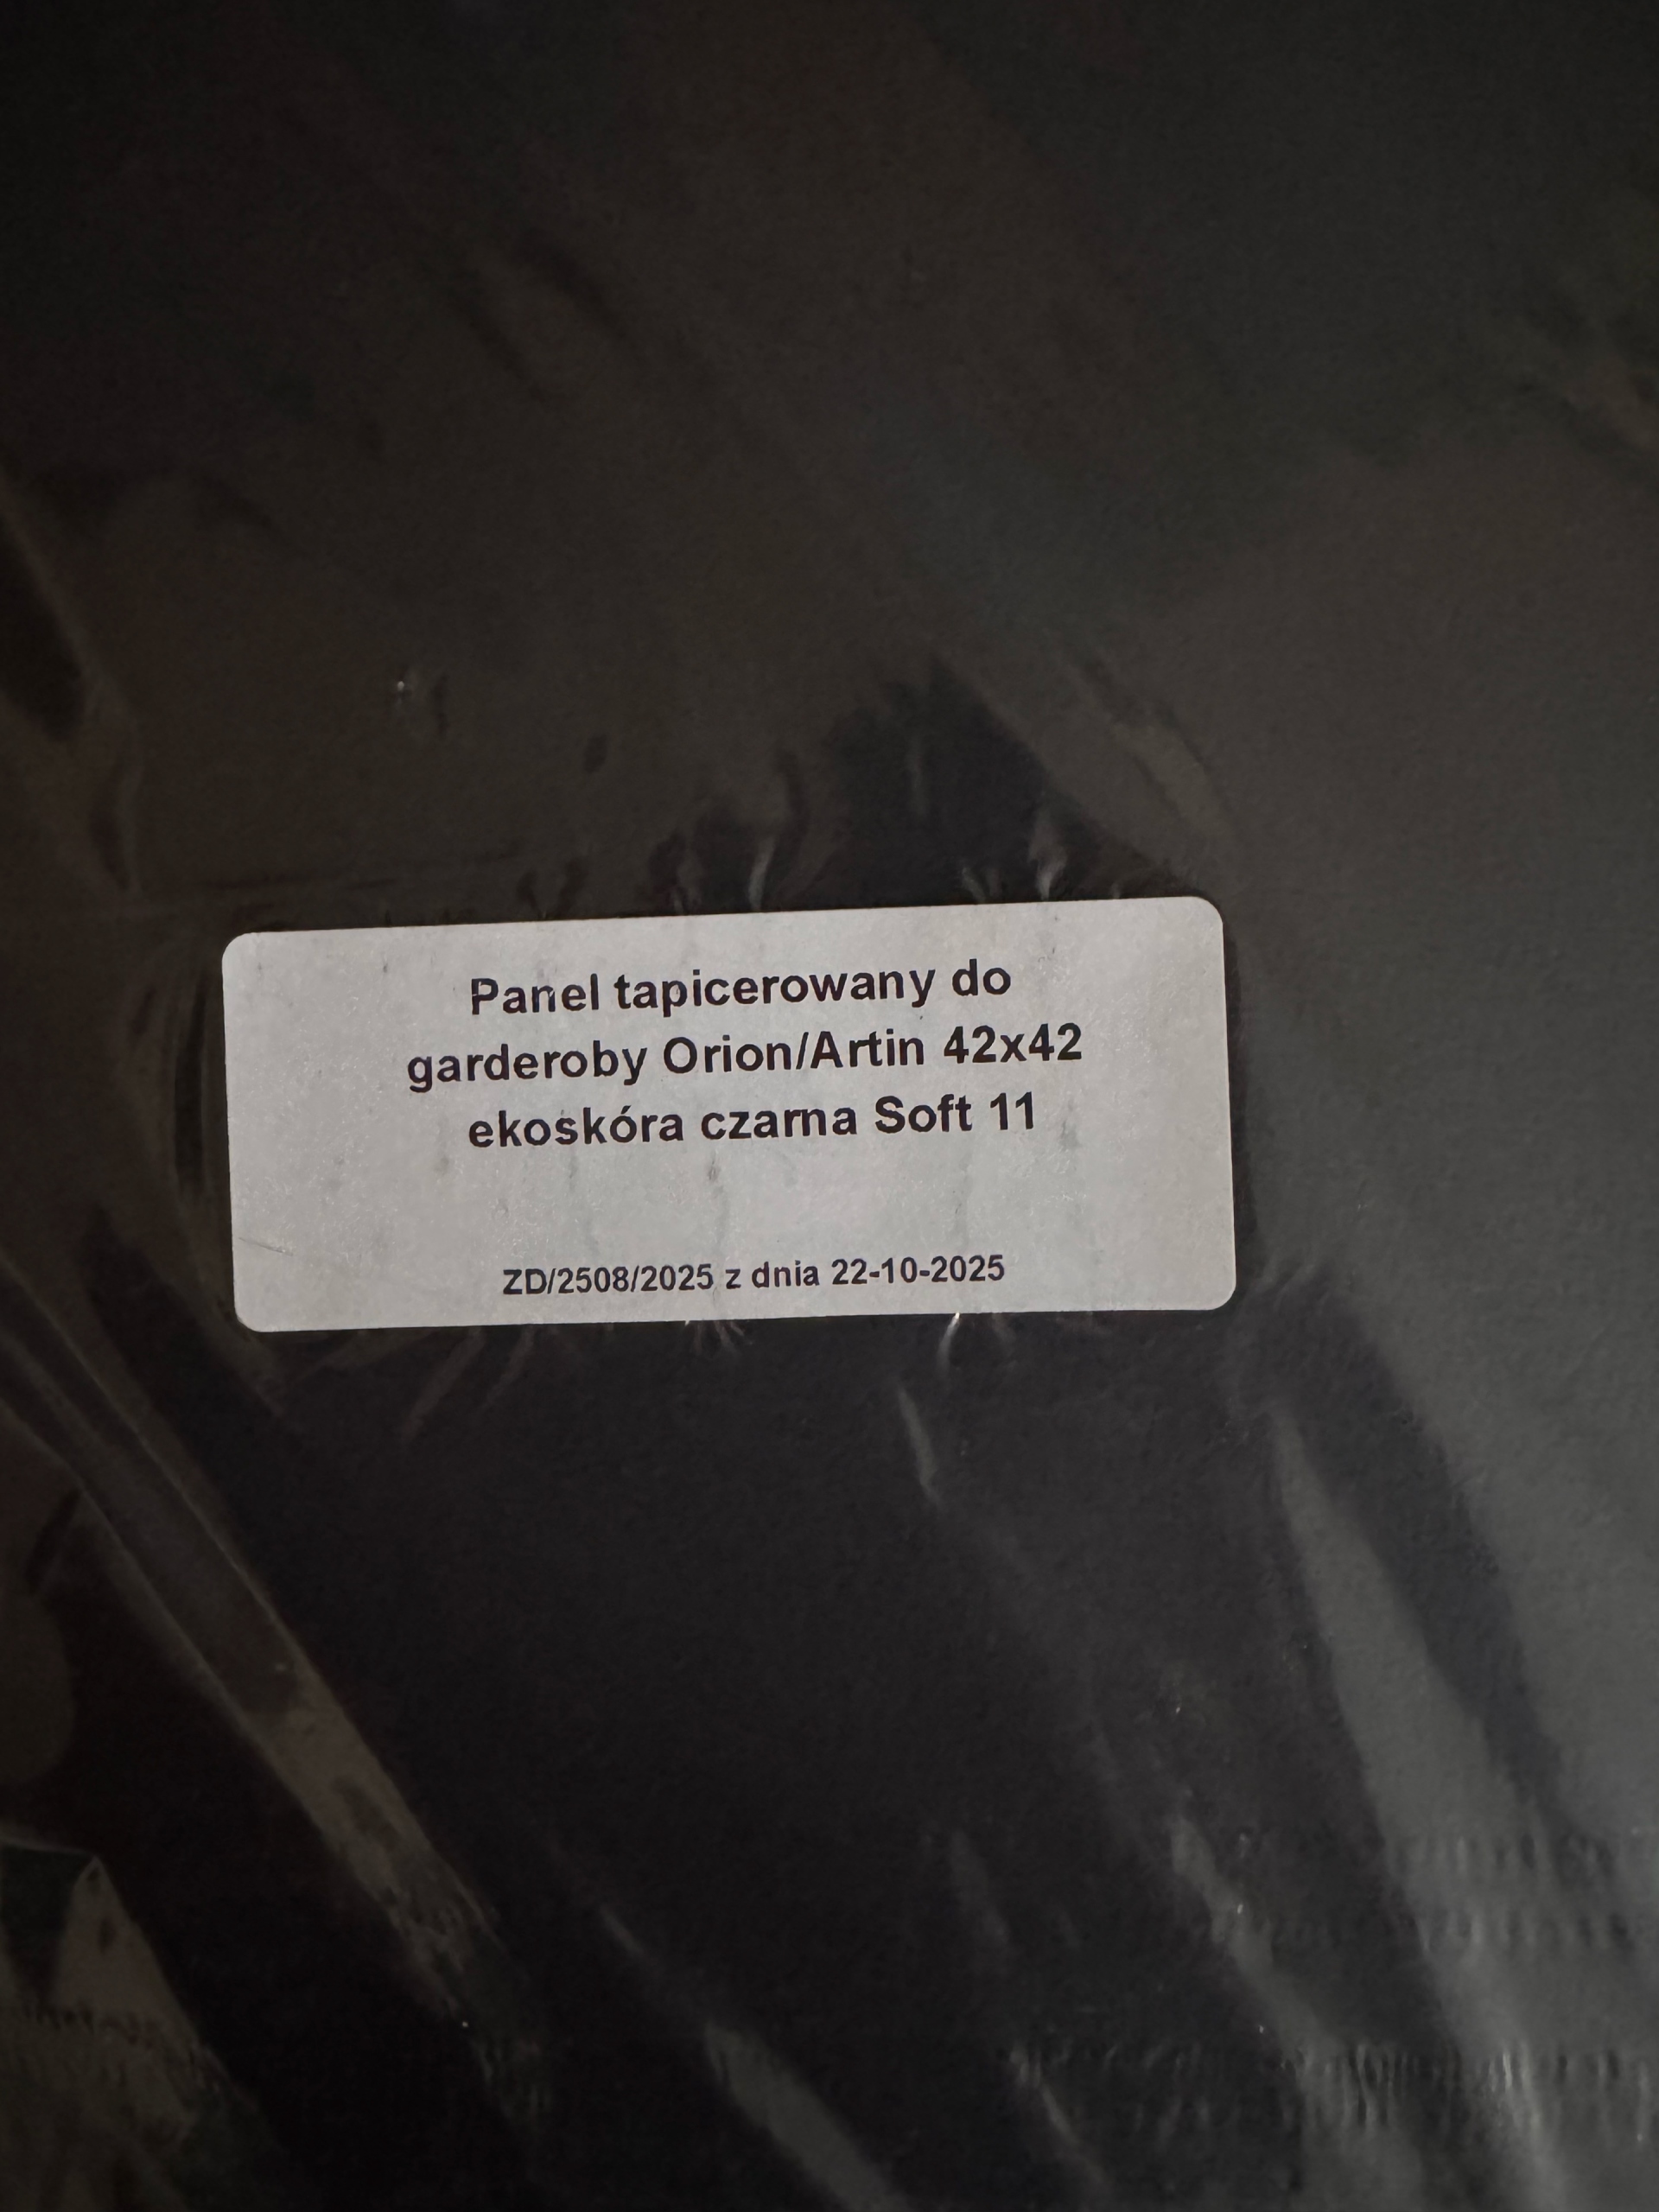 Panel tapicerowany do
garderoby Orion/Artin 42x42
ekoskóra czarna Soft 11
ZD/2508/2025 z dnia 22-10-2025